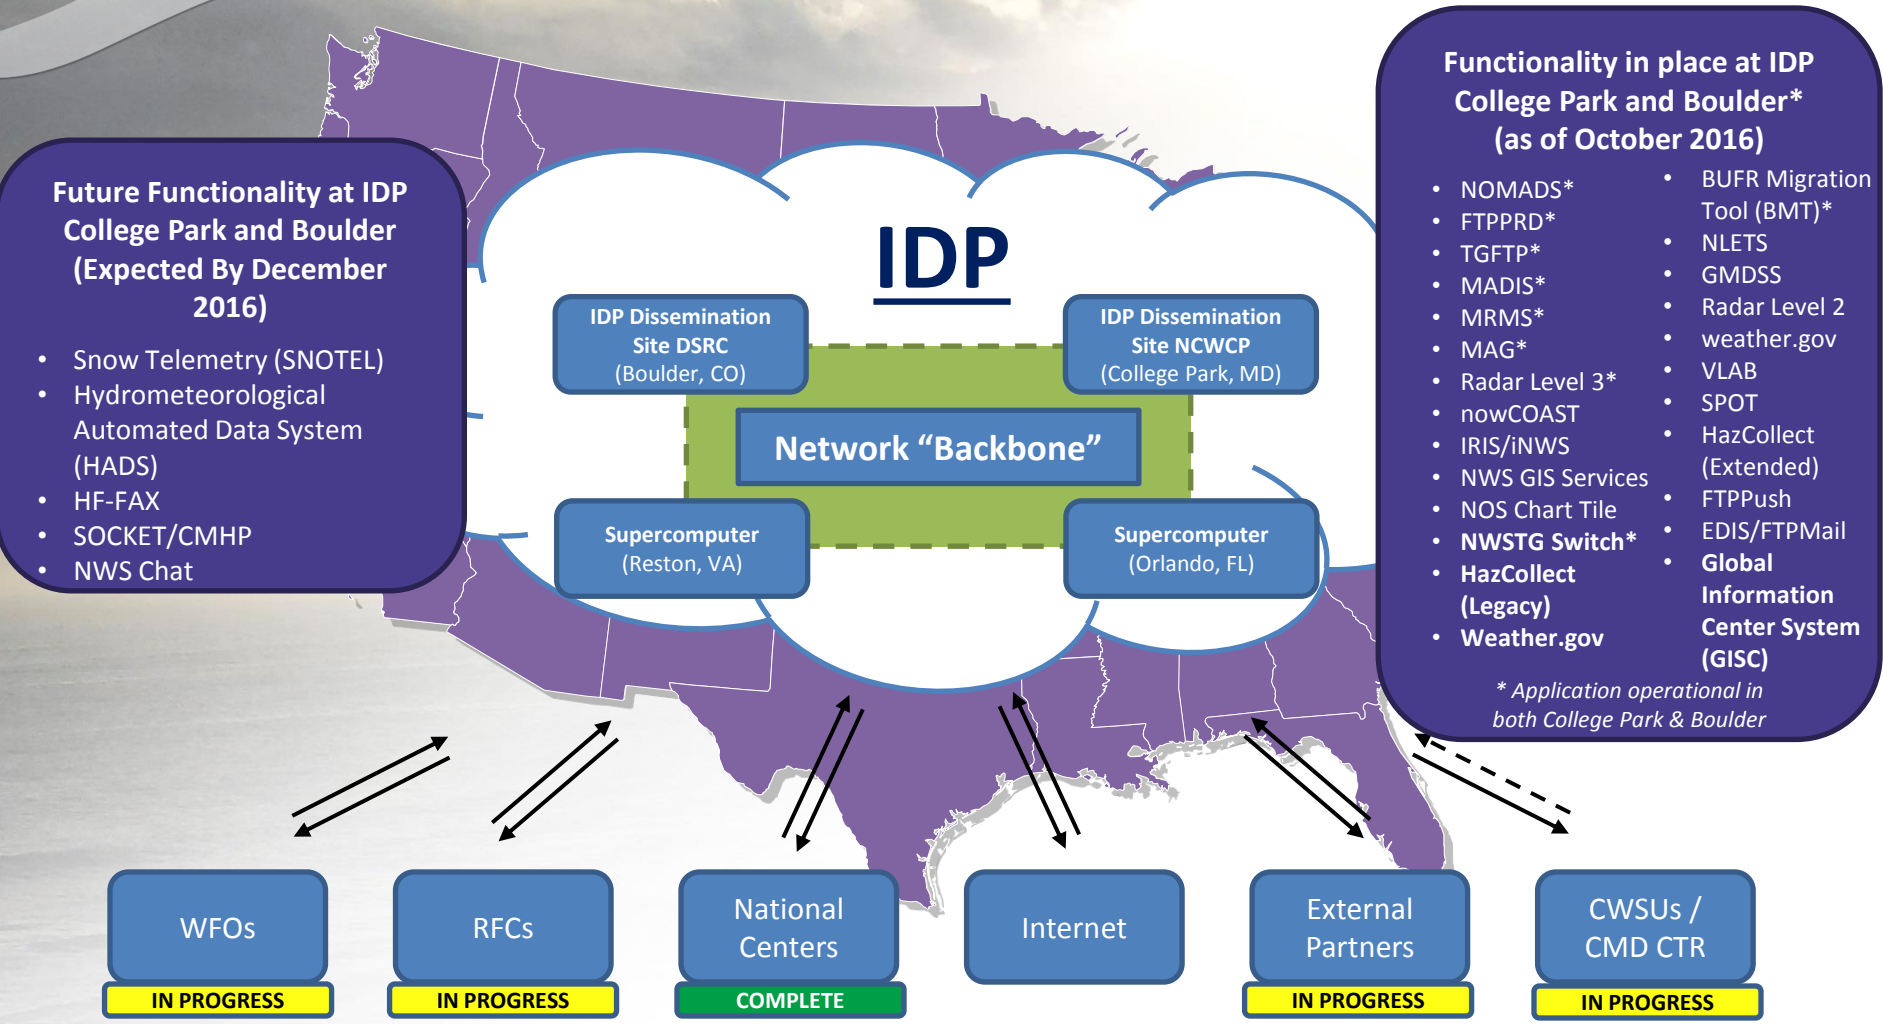 Future Functionality at IDP
College Park and Boulder
(Expected By December
2016)
• Snow Telemetry (SNOTEL)
• Hydrometeorological
Automated Data System
(HADS)
• HF-FAX
• SOCKET/CMHP
• NWS Chat
IDP
IDP Dissemination
Site DSRC
(Boulder, CO)
IDP Dissemination
Site NCWCP
(College Park, MD)
Network “Backbone”
Supercomputer
(Reston, VA)
Supercomputer
(Orlando, FL)
Functionality in place at IDP
College Park and Boulder*
(as of October 2016)
• NOMADS*
• FTPPRD*
• TGFTP*
• MADIS*
• MRMS*
• MAG*
• Radar Level 3*
• nowCOAST
• IRIS/iNWS
• NWS GIS Services
• NOS Chart Tile
• NWSTG Switch*
• HazCollect
(Legacy)
• Weather.gov
• BUFR Migration
Tool (BMT)*
• NLETS
• GMDSS
• Radar Level 2
• weather.gov
• VLAB
• SPOT
• HazCollect
(Extended)
• FTPPush
• EDIS/FTPMail
• Global
Information
Center System
(GISC)
* Application operational in
both College Park & Boulder
WFOs
IN PROGRESS
RFCs
IN PROGRESS
National
Centers
COMPLETE
Internet
External
Partners
IN PROGRESS
CWSUs /
CMD CTR
IN PROGRESS